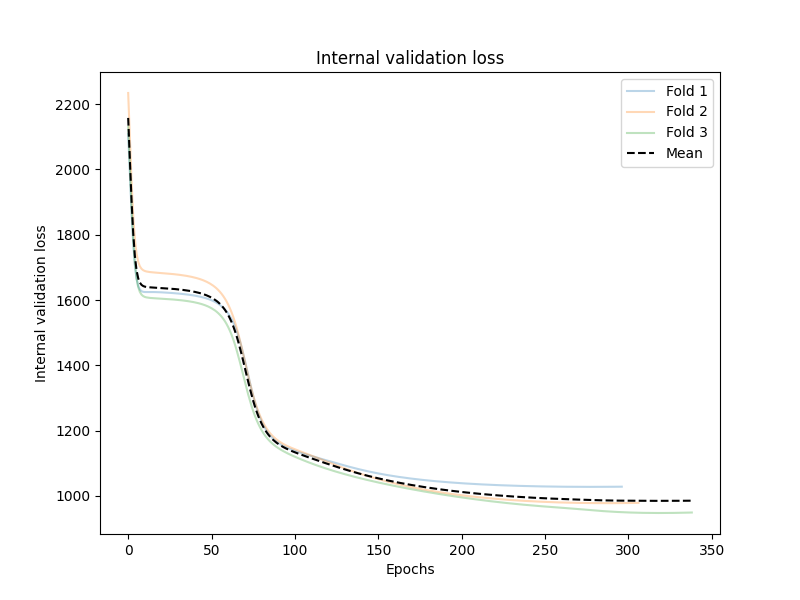 Internal validation loss
Internal validation loss
2200
2000
1800
1600
1400
1200
1000
0
50
100
150
200
250
300
350
Epochs
Fold 1
Fold 2
Fold 3
Mean